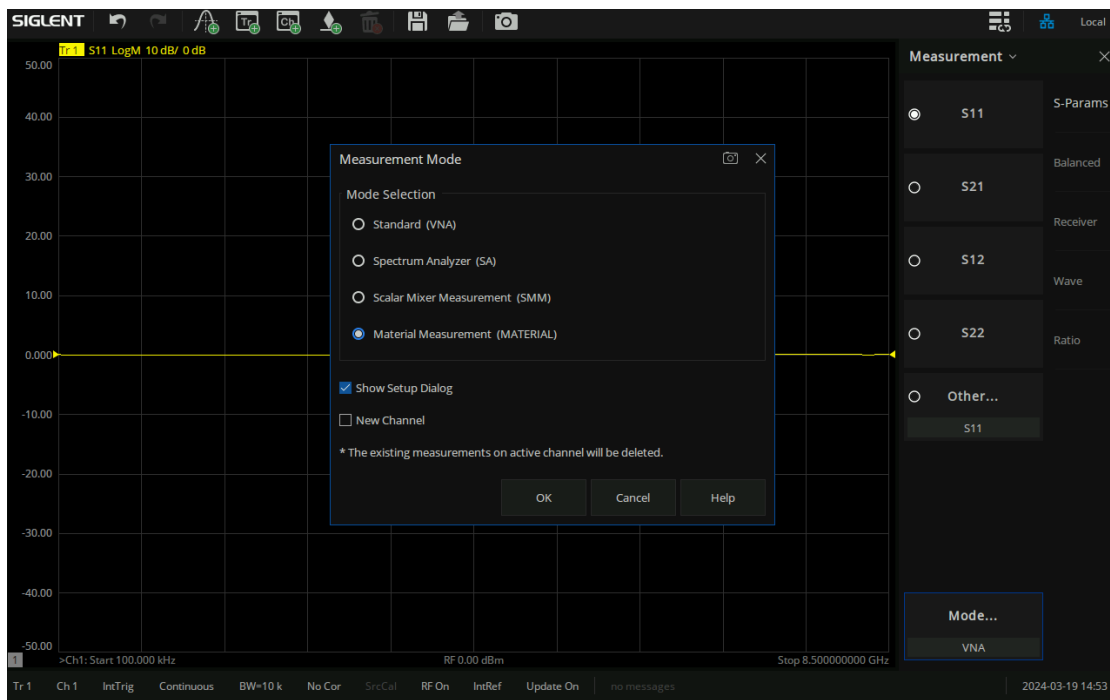 SIGLENT Tr Ch Local
Tr 1 S11 LogM 10 dB/ 0 dB
50.00
40.00
30.00
20.00
10.00
0.000
-10.00
-20.00
-30.00
-40.00
-50.00
Measurement Mode
Mode Selection
Standard (VNA)
Spectrum Analyzer (SA)
Scalar Mixer Measurement (SMM)
Material Measurement (MATERIAL)
Show Setup Dialog
New Channel
* The existing measurements on active channel will be deleted.
OK Cancel Help
Measurement
S11
S21
S12
S22
Other...
S11
S-Params
Balanced
Receiver
Wave
Ratio
Mode...
VNA
1 >Ch1: Start 100.000 kHz RF 0.00 dBm Stop 8.500000000 GHz
Tr 1 Ch 1 IntTrig Continuous BW=10 k No Cor SrcCal RF On IntRef Update On no messages 2024-03-19 14:53